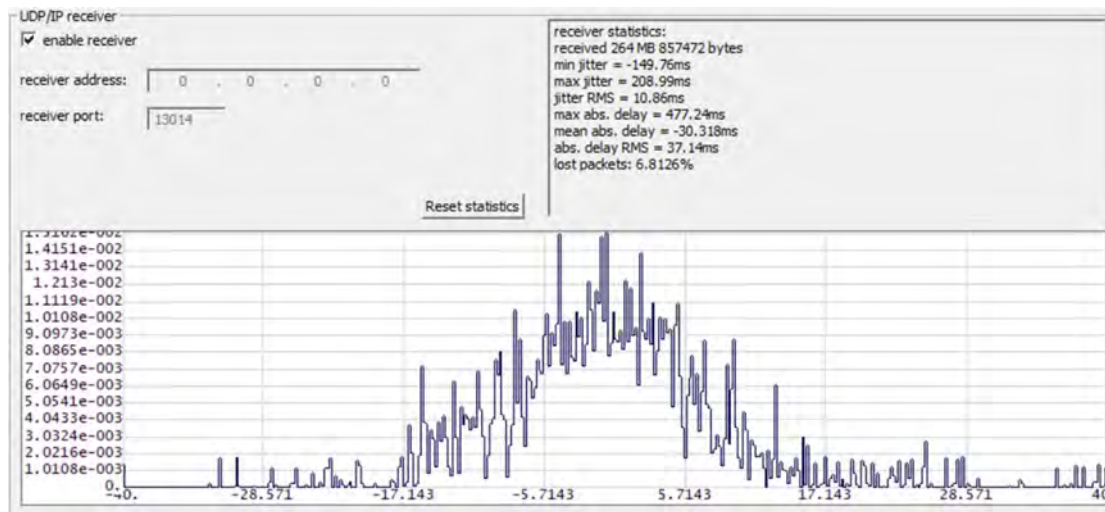 UDP/IP receiver
enable receiver
receiver address: 0 . 0 . 0 . 0
receiver port: 13014
Reset statistics
receiver statistics:
received 264 MB 857472 bytes
min jitter = -149.76ms
max jitter = 208.99ms
jitter RMS = 10.86ms
max abs. delay = 477.24ms
mean abs. delay = -30.318ms
abs. delay RMS = 37.14ms
lost packets: 6.8126%
1.4151e-002
1.3141e-002
1.213e-002
1.1119e-002
1.0108e-002
9.0973e-003
8.0865e-003
7.0757e-003
6.0649e-003
5.0541e-003
4.0433e-003
3.0324e-003
2.0216e-003
1.0108e-003
0.
-40. -28.571 -17.143 -5.7143 5.7143 17.143 28.571 40